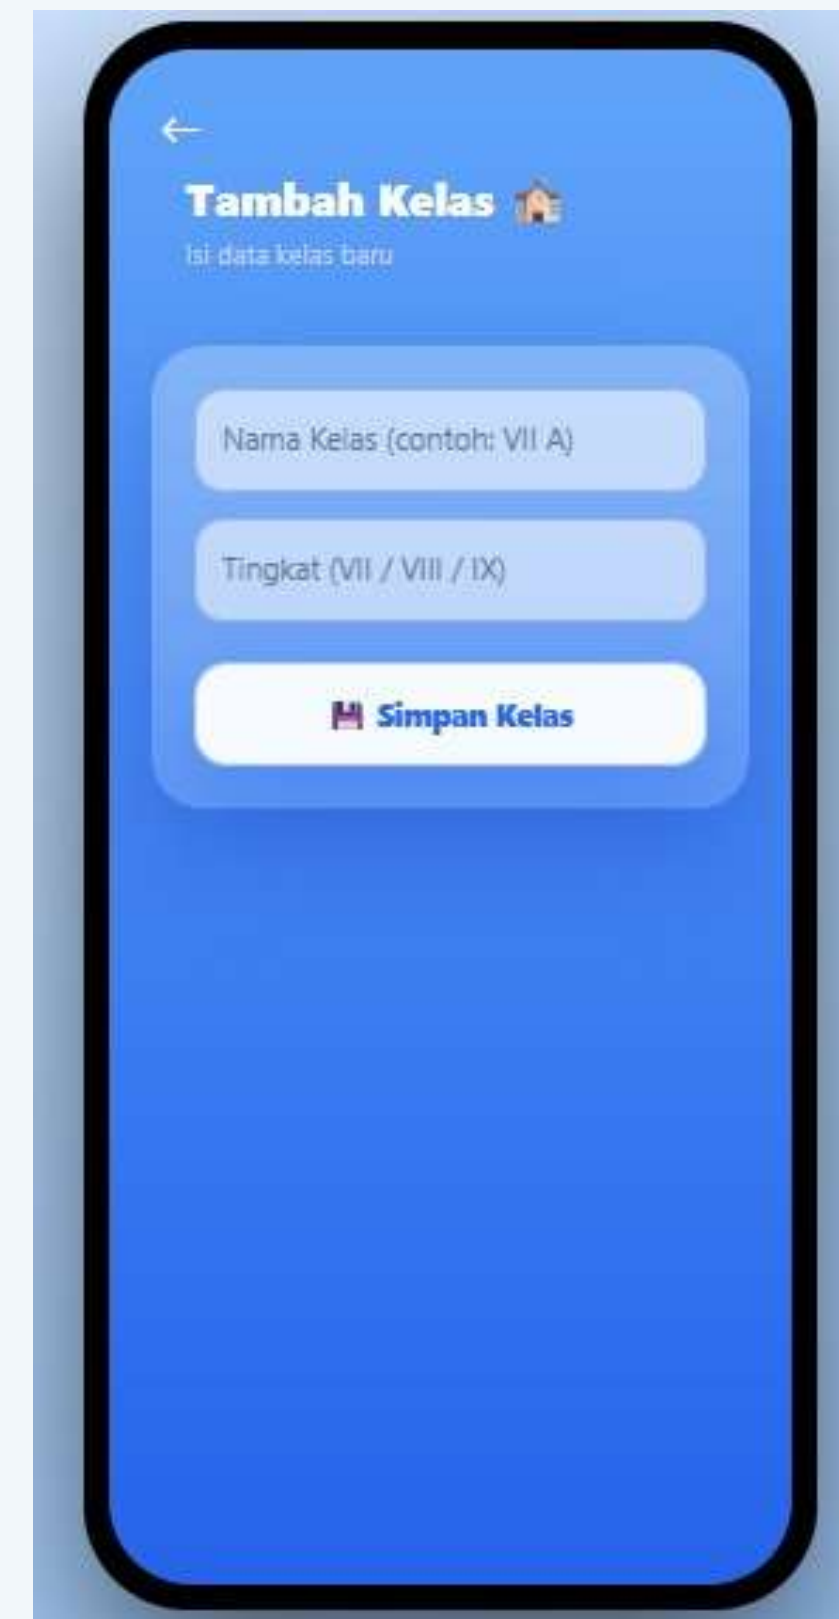 Tambah Kelas
Isi data kelas baru
Nama Kelas (contoh: VII A)
Tingkat (VII / VIII / IX)
Simpan Kelas